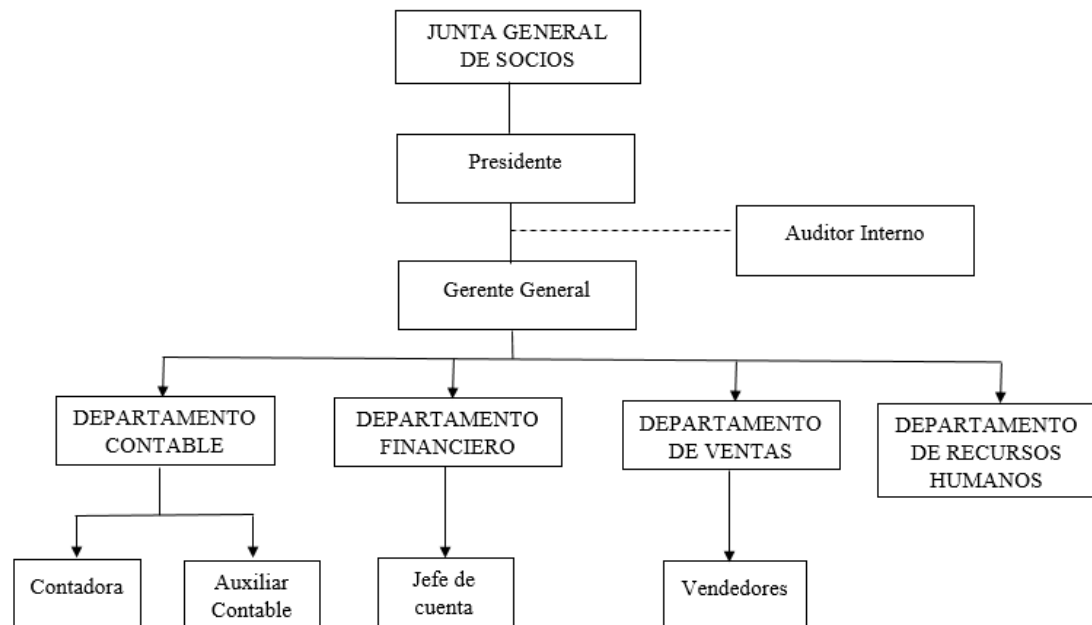 JUNTA GENERAL
DE SOCIOS
Presidente
Auditor Interno
Gerente General
DEPARTAMENTO
CONTABLE
DEPARTAMENTO
FINANCIERO
DEPARTAMENTO
DE VENTAS
DEPARTAMENTO
DE RECURSOS
HUMANOS
Contadora
Auxiliar
Contable
Jefe de
cuenta
Vendedores